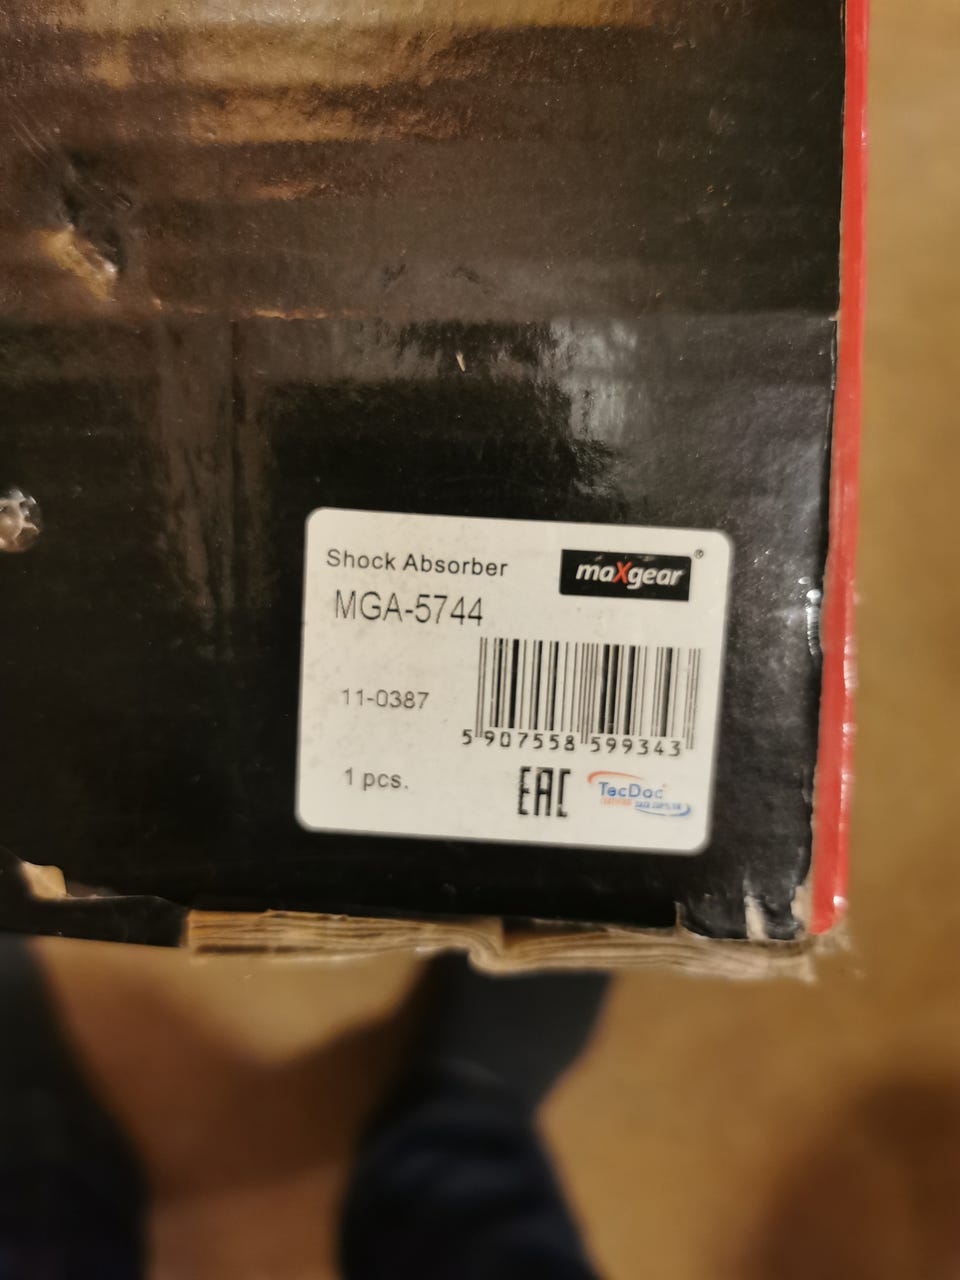 Shock Absorber
maXgear®
MGA-5744
11-0387
5 907558 599343
1 pcs.
EAC
TecDoc